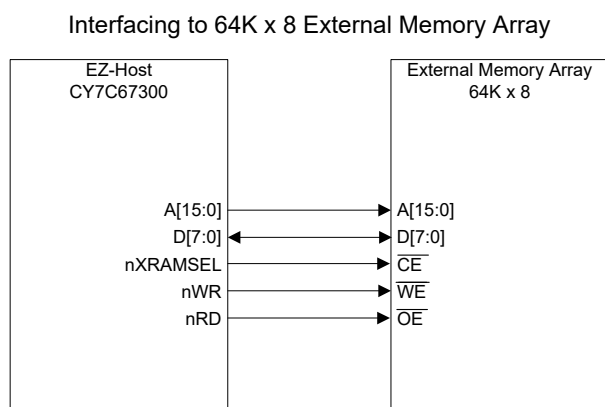 Interfacing to 64K x 8 External Memory Array
EZ-Host
CY7C67300
External Memory Array
64K x 8
A[15:0]
A[15:0]
D[7:0]
D[7:0]
nXRAMSEL
CE
nWR
WE
nRD
OE